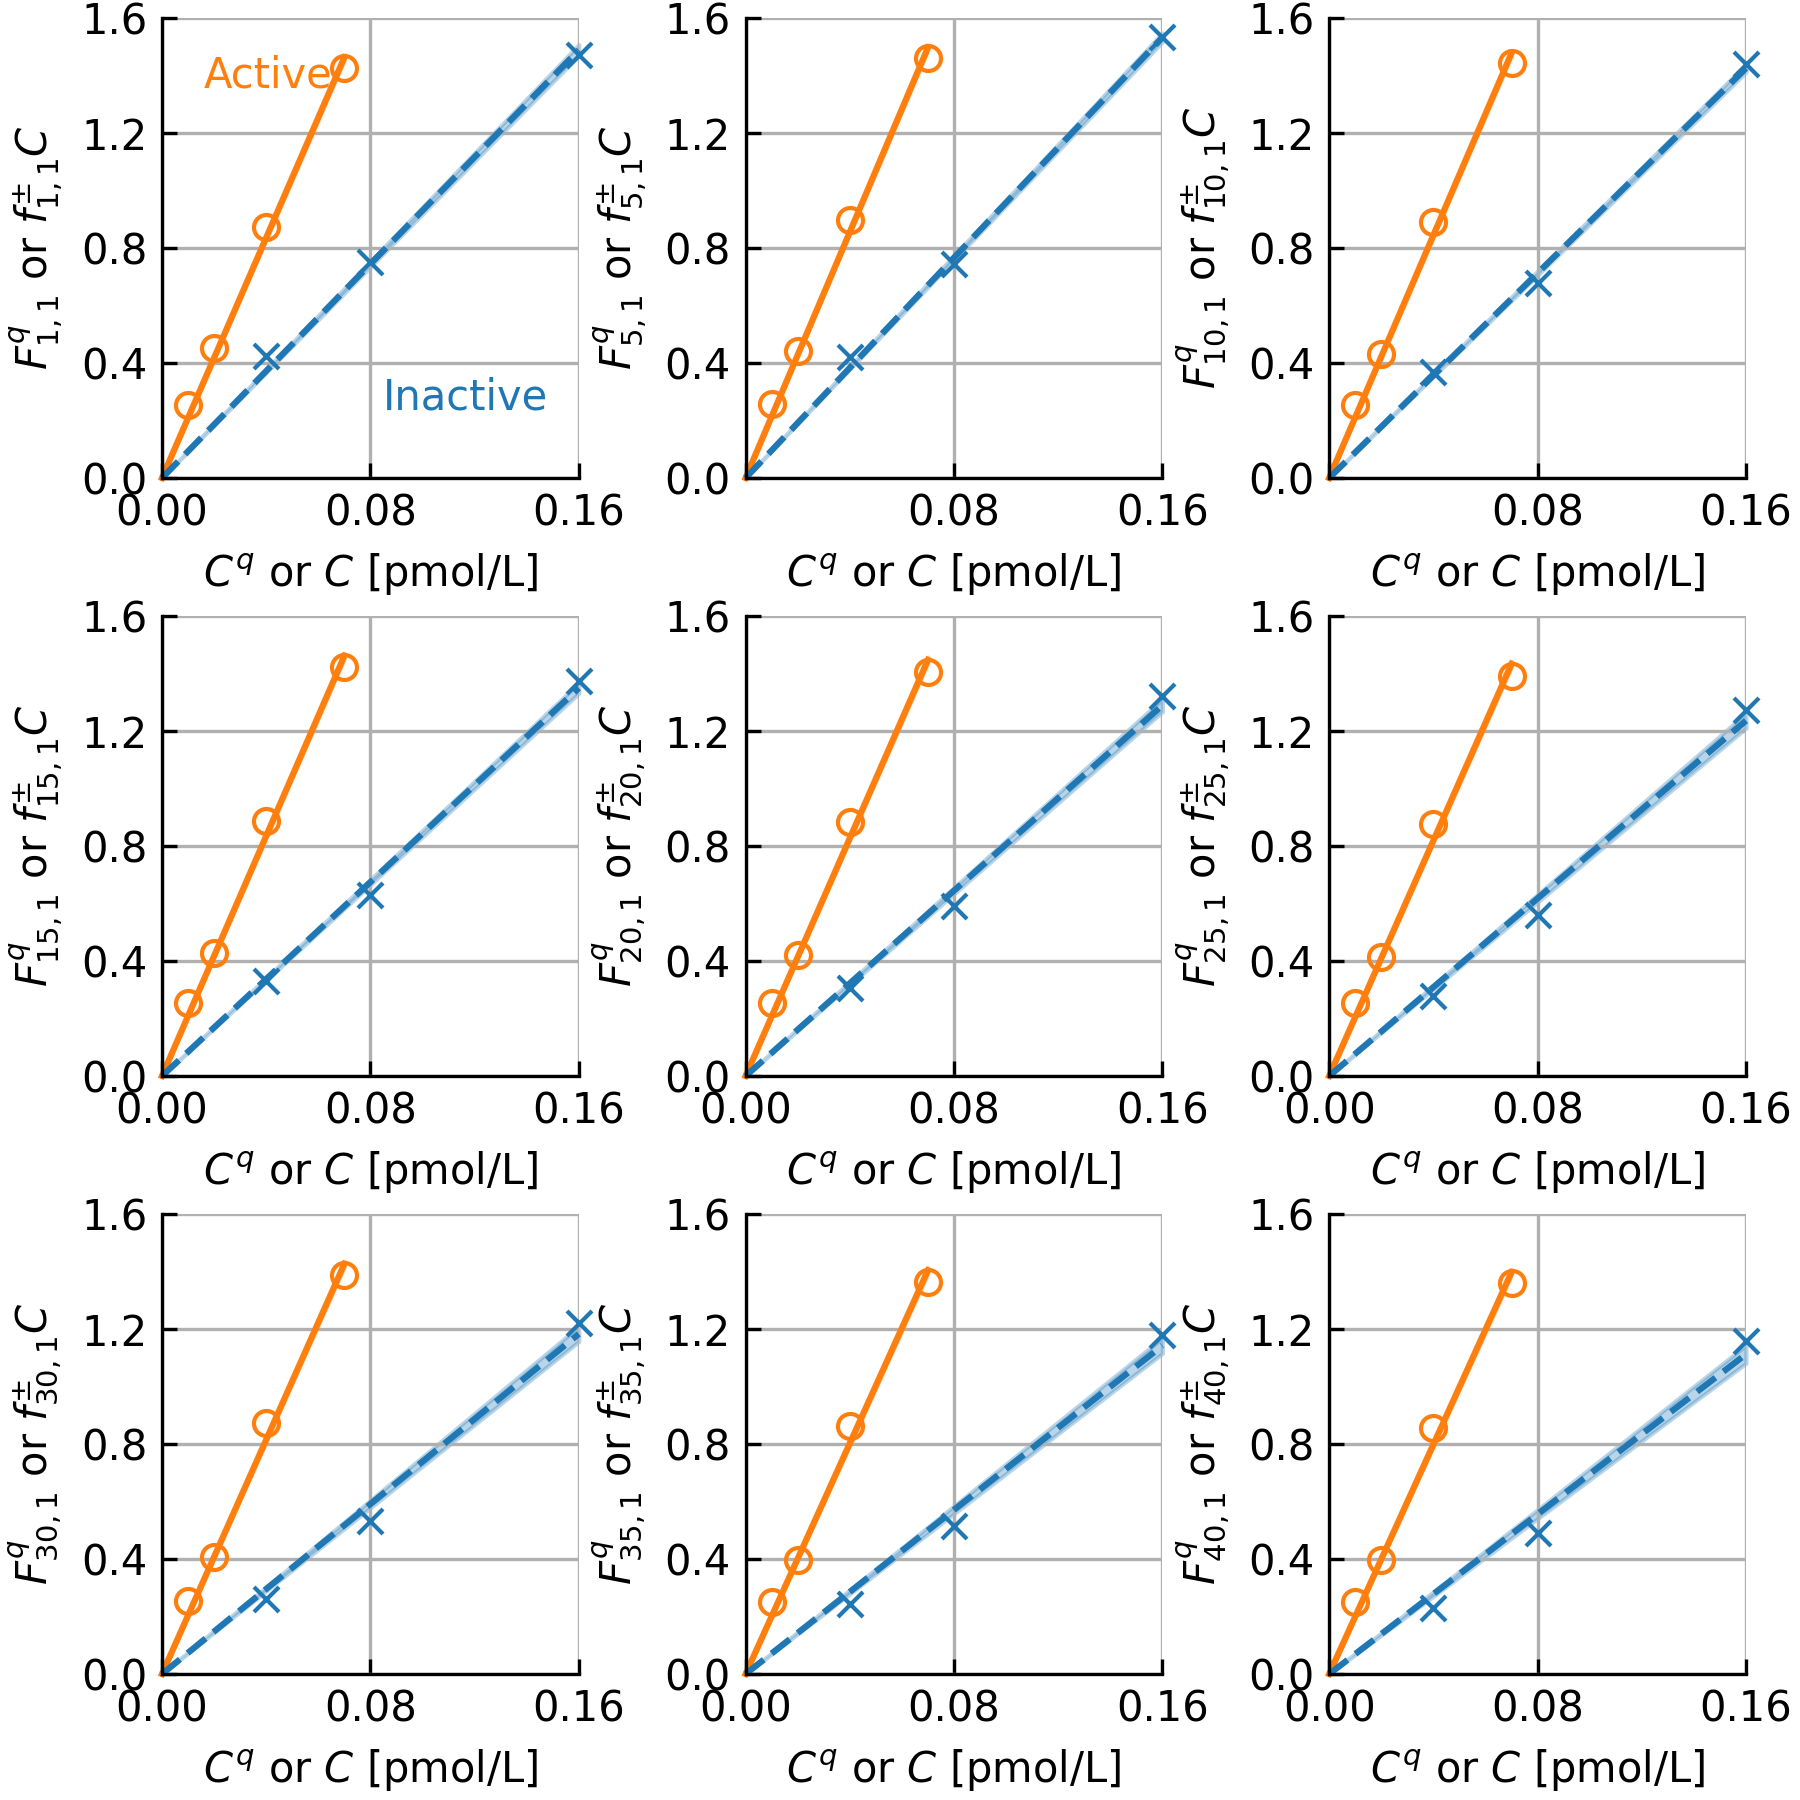 1.6 1.2 0.8 0.4 0.0
F^q_{1,1} or f^±_{1,1}C
Active
Inactive
0.00 0.08 0.16
C^q or C [pmol/L]
1.6 1.2 0.8 0.4 0.0
F^q_{5,1} or f^±_{5,1}C
0.08 0.16
C^q or C [pmol/L]
1.6 1.2 0.8 0.4 0.0
F^q_{10,1} or f^±_{10,1}C
0.08 0.16
C^q or C [pmol/L]
1.6 1.2 0.8 0.4 0.0
F^q_{15,1} or f^±_{15,1}C
0.00 0.08 0.16
C^q or C [pmol/L]
1.6 1.2 0.8 0.4 0.0
F^q_{20,1} or f^±_{20,1}C
0.00 0.08 0.16
C^q or C [pmol/L]
1.6 1.2 0.8 0.4 0.0
F^q_{25,1} or f^±_{25,1}C
0.00 0.08 0.16
C^q or C [pmol/L]
1.6 1.2 0.8 0.4 0.0
F^q_{30,1} or f^±_{30,1}C
0.00 0.08 0.16
C^q or C [pmol/L]
1.6 1.2 0.8 0.4 0.0
F^q_{35,1} or f^±_{35,1}C
0.00 0.08 0.16
C^q or C [pmol/L]
1.6 1.2 0.8 0.4 0.0
F^q_{40,1} or f^±_{40,1}C
0.00 0.08 0.16
C^q or C [pmol/L]